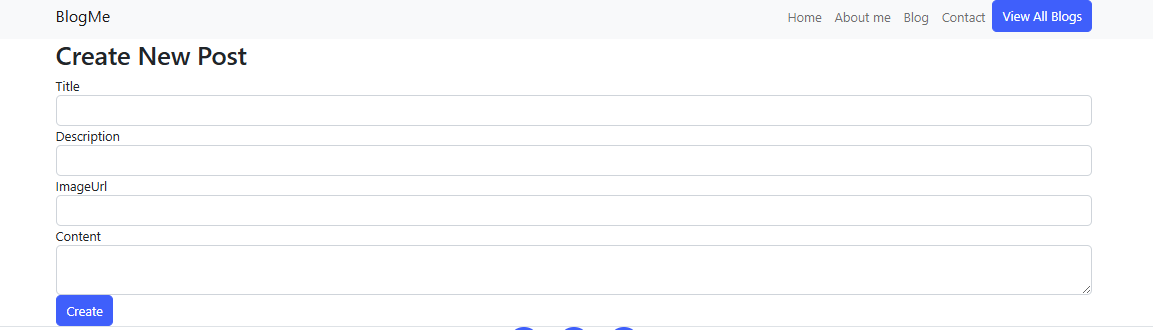 BlogMe Home About me Blog Contact View All Blogs
Create New Post
Title
Description
ImageUrl
Content
Create